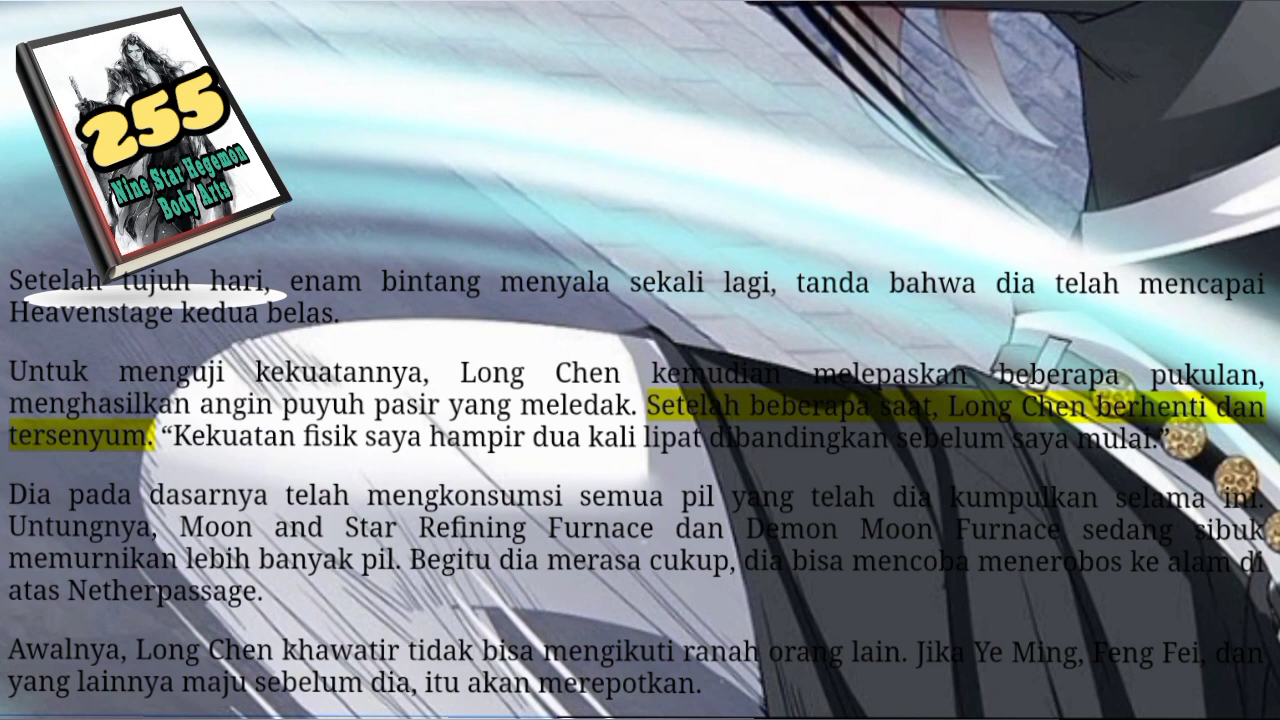 255
Nine Star Hegemon
Body Arts
Setelah tujuh hari, enam bintang menyala sekali lagi, tanda bahwa dia telah mencapai
Heavenstage kedua belas.
Untuk menguji kekuatannya, Long Chen kemudian melepaskan beberapa pukulan,
menghasilkan angin puyuh pasir yang meledak. Setelah beberapa saat, Long Chen berhenti dan
tersenyum. “Kekuatan fisik saya hampir dua kali lipat dibandingkan sebelum saya mulai.”
Dia pada dasarnya telah mengkonsumsi semua pil yang telah dia kumpulkan selama ini.
Untungnya, Moon and Star Refining Furnace dan Demon Moon Furnace sedang sibuk
memurnikan lebih banyak pil. Begitu dia merasa cukup, dia bisa mencoba menerobos ke alam di
atas Netherpassage.
Awalnya, Long Chen khawatir tidak bisa mengikuti ranah orang lain. Jika Ye Ming, Feng Fei, dan
yang lainnya maju sebelum dia, itu akan merepotkan.